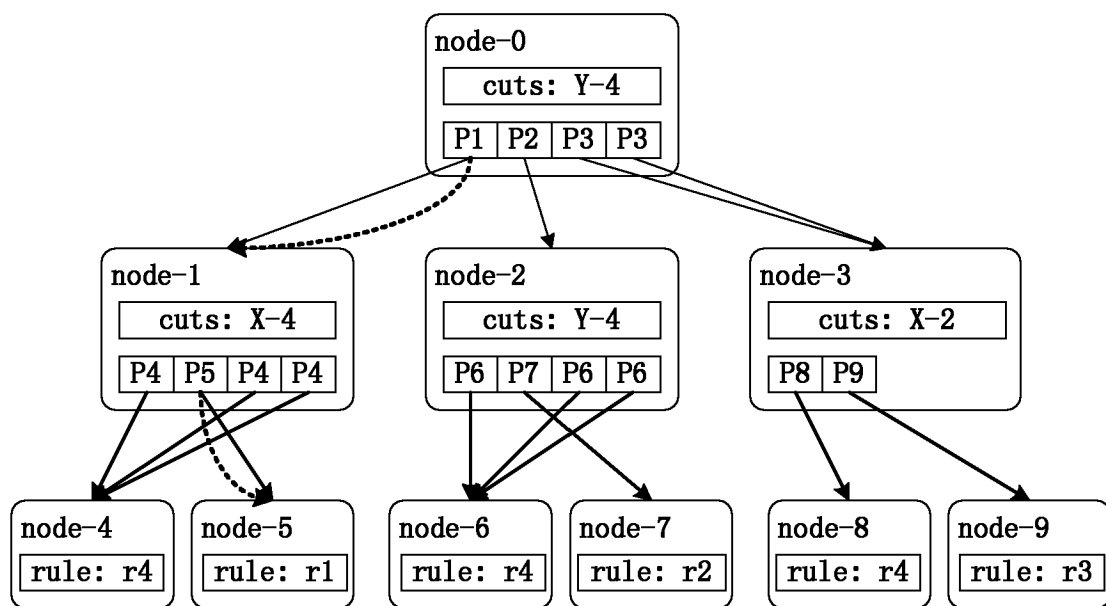 node-0
cuts: Y-4
P1 P2 P3 P3
node-1
cuts: X-4
P4 P5 P4 P4
node-2
cuts: Y-4
P6 P7 P6 P6
node-3
cuts: X-2
P8 P9
node-4
rule: r4
node-5
rule: r1
node-6
rule: r4
node-7
rule: r2
node-8
rule: r4
node-9
rule: r3